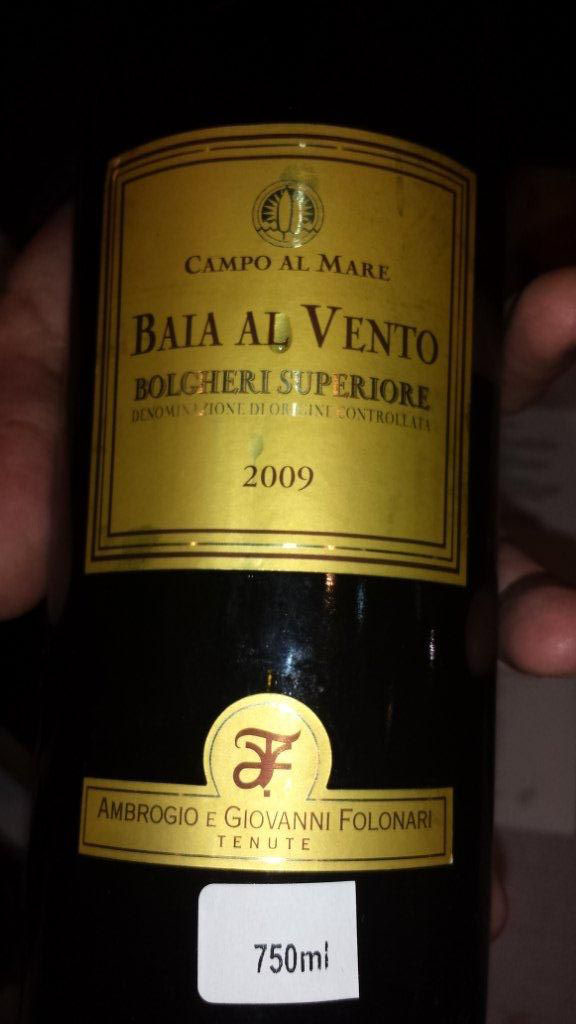 CAMPO AL MARE
BAIA AL VENTO
BOLGHERI SUPERIORE
DENOMINAZIONE DI ORIGINE CONTROLLATA
2009
AMBROGIO E GIOVANNI FOLONARI
TENUTE
750ml